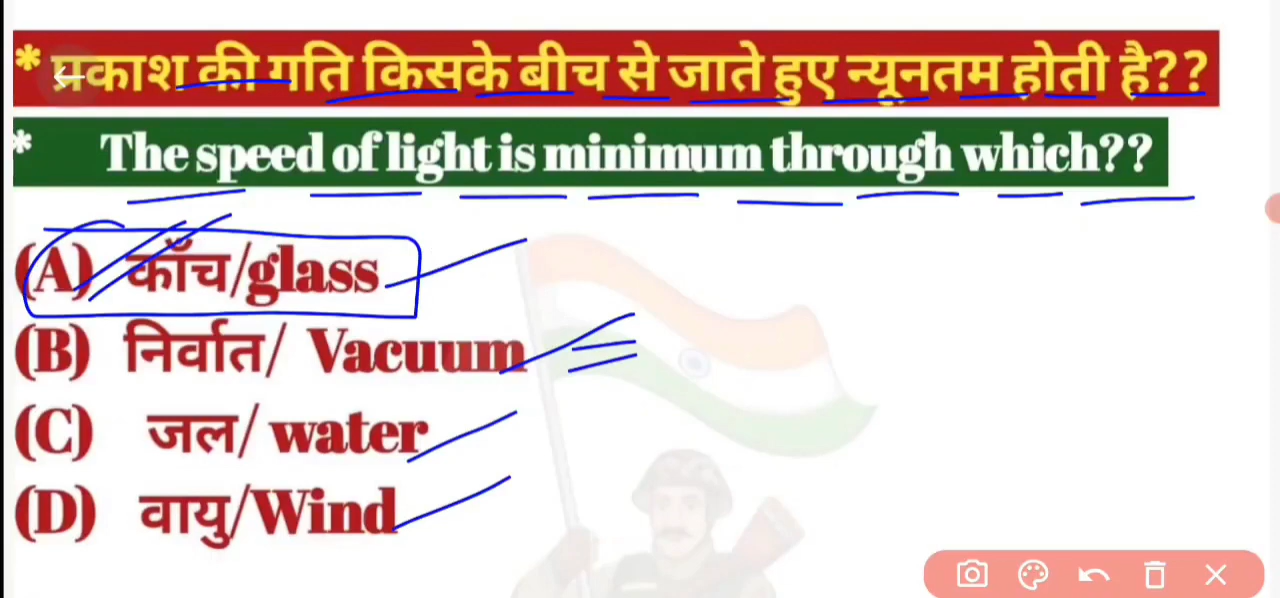 * प्रकाश की गति किसके बीच से जाते हुए न्यूनतम होती है??
* The speed of light is minimum through which??
(A) काँच/glass
(B) निर्वात/ Vacuum
(C) जल/ water
(D) वायु/Wind